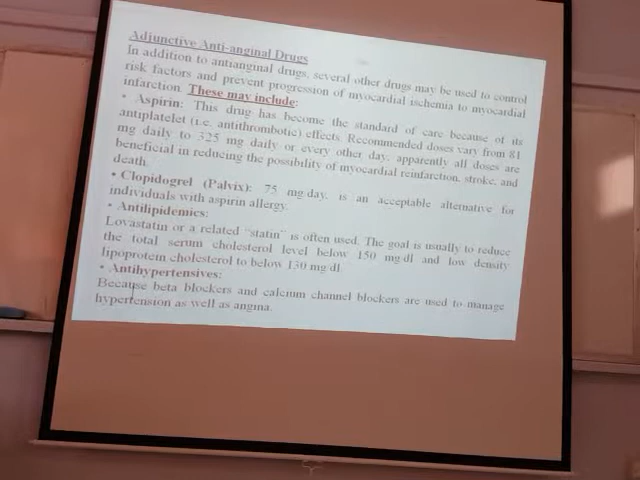 Adjunctive Anti-anginal Drugs
In addition to antianginal drugs, several other drugs may be used to control
risk factors and prevent progression of myocardial ischemia to myocardial
infarction. These may include:
• Aspirin: This drug has become the standard of care because of its
antiplatelet (i.e. antithrombotic) effects. Recommended doses vary from 81
mg daily to 325 mg daily or every other day, apparently all doses are
beneficial in reducing the possibility of myocardial reinfarction, stroke, and
death.
• Clopidogrel (Palvix): 75 mg/day, is an acceptable alternative for
individuals with aspirin allergy.
• Antilipidemics:
Lovastatin or a related "statin" is often used. The goal is usually to reduce
the total serum cholesterol level below 150 mg/dl and low density
lipoprotein cholesterol to below 130 mg/dl.
• Antihypertensives:
Because beta blockers and calcium channel blockers are used to manage
hypertension as well as angina.